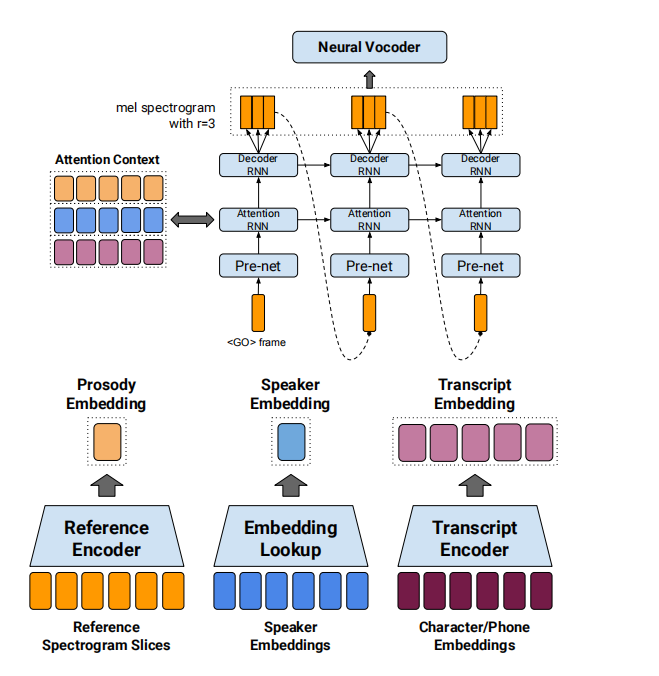 Neural Vocoder
mel spectrogram
with r=3
Attention Context
Decoder
RNN
Decoder
RNN
Decoder
RNN
Attention
RNN
Attention
RNN
Attention
RNN
Pre-net
Pre-net
Pre-net
<GO> frame
Prosody
Embedding
Speaker
Embedding
Transcript
Embedding
Reference
Encoder
Embedding
Lookup
Transcript
Encoder
Reference
Spectrogram Slices
Speaker
Embeddings
Character/Phone
Embeddings